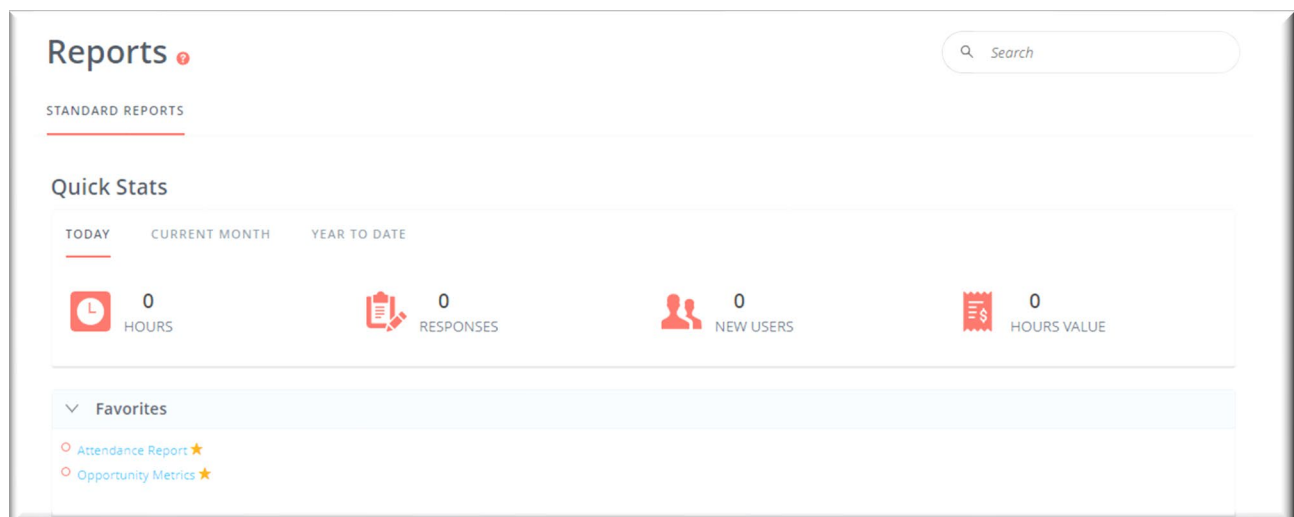 Reports ?
Search
STANDARD REPORTS
Quick Stats
TODAY CURRENT MONTH YEAR TO DATE
0 0 0 0
HOURS RESPONSES NEW USERS HOURS VALUE
Favorites
Attendance Report
Opportunity Metrics